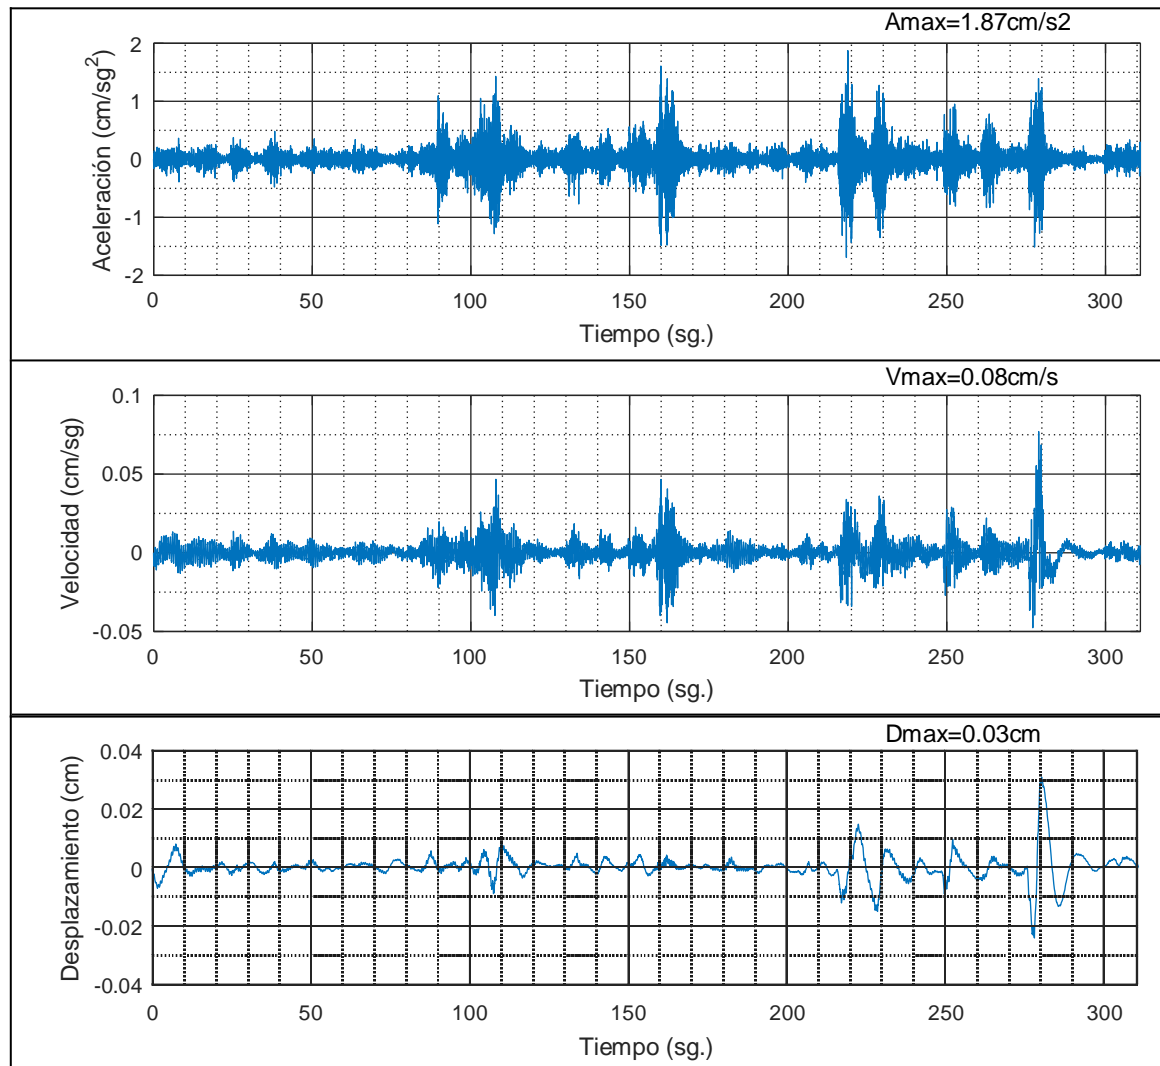 Amax=1.87cm/s2
Aceleración (cm/sg²)
2
1
0
-1
-2
0 50 100 150 200 250 300
Tiempo (sg.)
Vmax=0.08cm/s
Velocidad (cm/sg)
0.1
0.05
0
-0.05
0 50 100 150 200 250 300
Tiempo (sg.)
Dmax=0.03cm
Desplazamiento (cm)
0.04
0.02
0
-0.02
-0.04
0 50 100 150 200 250 300
Tiempo (sg.)